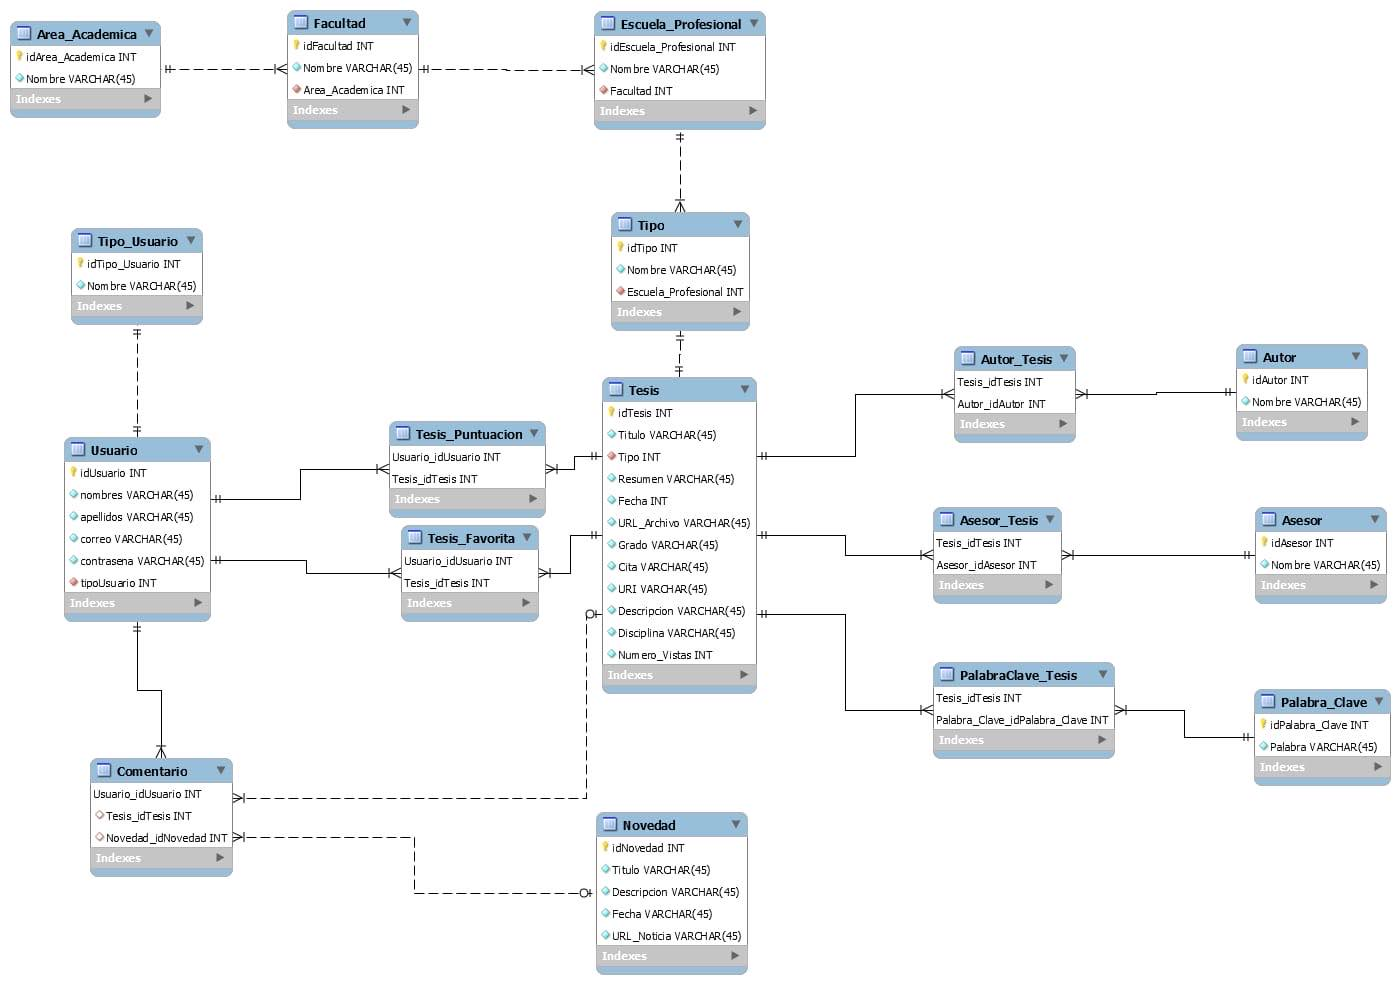 Area_Academica
idArea_Academica INT
Nombre VARCHAR(45)
Indexes
Facultad
idFacultad INT
Nombre VARCHAR(45)
Area_Academica INT
Indexes
Escuela_Profesional
idEscuela_Profesional INT
Nombre VARCHAR(45)
Facultad INT
Indexes
Tipo_Usuario
idTipo_Usuario INT
Nombre VARCHAR(45)
Indexes
Tipo
idTipo INT
Nombre VARCHAR(45)
Escuela_Profesional INT
Indexes
Usuario
idUsuario INT
nombres VARCHAR(45)
apellidos VARCHAR(45)
correo VARCHAR(45)
contrasena VARCHAR(45)
tipoUsuario INT
Indexes
Tesis_Puntuacion
Usuario_idUsuario INT
Tesis_idTesis INT
Indexes
Tesis_Favorita
Usuario_idUsuario INT
Tesis_idTesis INT
Indexes
Tesis
idTesis INT
Titulo VARCHAR(45)
Tipo INT
Resumen VARCHAR(45)
Fecha INT
URL_Archivo VARCHAR(45)
Grado VARCHAR(45)
Cita VARCHAR(45)
URI VARCHAR(45)
Descripcion VARCHAR(45)
Disciplina VARCHAR(45)
Numero_Vistas INT
Indexes
Autor_Tesis
Tesis_idTesis INT
Autor_idAutor INT
Indexes
Autor
idAutor INT
Nombre VARCHAR(45)
Indexes
Asesor_Tesis
Tesis_idTesis INT
Asesor_idAsesor INT
Indexes
Asesor
idAsesor INT
Nombre VARCHAR(45)
Indexes
PalabraClave_Tesis
Tesis_idTesis INT
Palabra_Clave_idPalabra_Clave INT
Indexes
Palabra_Clave
idPalabra_Clave INT
Palabra VARCHAR(45)
Indexes
Comentario
Usuario_idUsuario INT
Tesis_idTesis INT
Novedad_idNovedad INT
Indexes
Novedad
idNovedad INT
Titulo VARCHAR(45)
Descripcion VARCHAR(45)
Fecha VARCHAR(45)
URL_Noticia VARCHAR(45)
Indexes